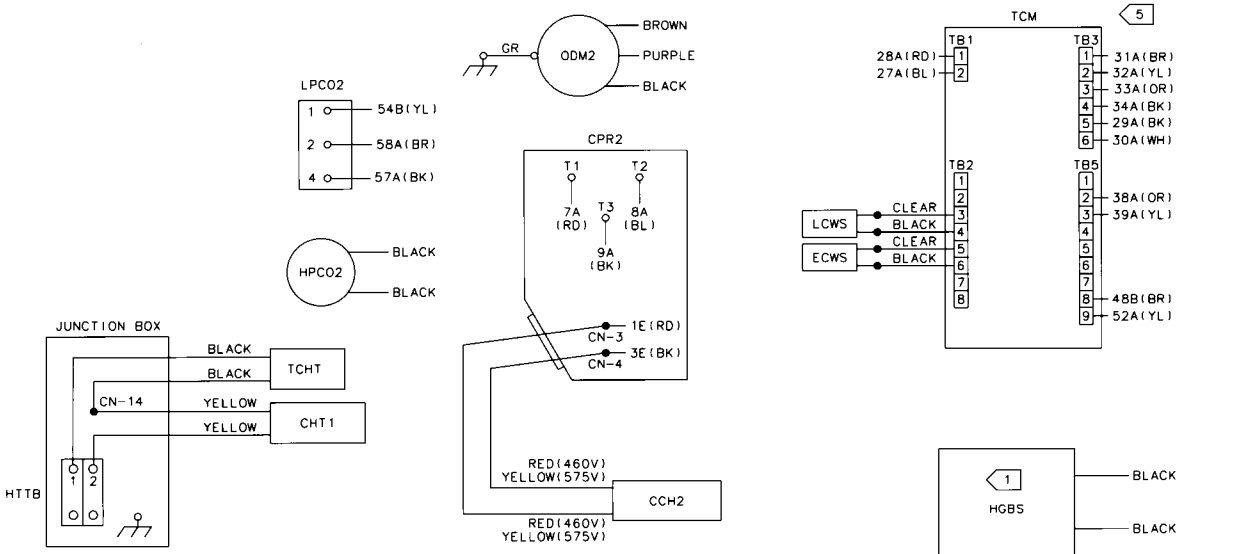 LPCO2
1
54B(YL)
2
58A(BR)
4
57A(BK)
HPCO2
BLACK
BLACK
GR
ODM2
BROWN
PURPLE
BLACK
CPR2
T1
T2
T3
7A
(RD)
8A
(BL)
9A
(BK)
1E(RD)
CN-3
3E(BK)
CN-4
RED(460V)
YELLOW(575V)
CCH2
RED(460V)
YELLOW(575V)
JUNCTION BOX
BLACK
BLACK
TCHT
CN-14
YELLOW
YELLOW
CHT1
HTTB
1
2
TCM
5
TB1
28A(RD)
1
27A(BL)
2
TB3
1
31A(BR)
2
32A(YL)
3
33A(OR)
4
34A(BK)
5
29A(BK)
6
30A(WH)
TB2
1
2
3
4
5
6
7
8
LCWS
CLEAR
BLACK
ECWS
CLEAR
BLACK
TB5
1
2
38A(OR)
3
39A(YL)
4
5
6
7
8
48B(BR)
9
52A(YL)
1
HGBS
BLACK
BLACK